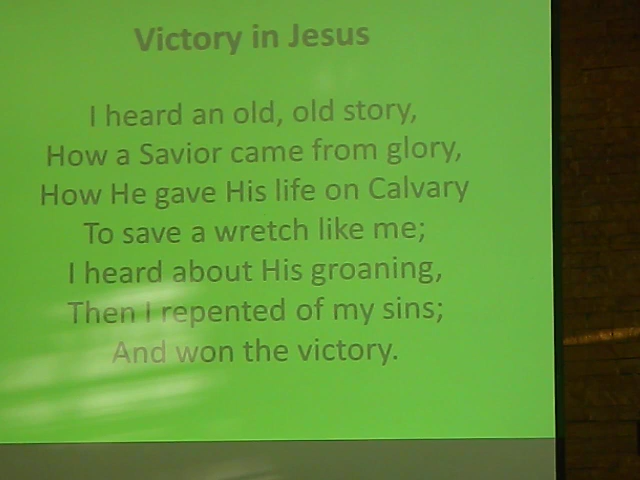 Victory in Jesus
I heard an old, old story,
How a Savior came from glory,
How He gave His life on Calvary
To save a wretch like me;
I heard about His groaning,
Then I repented of my sins;
And won the victory.